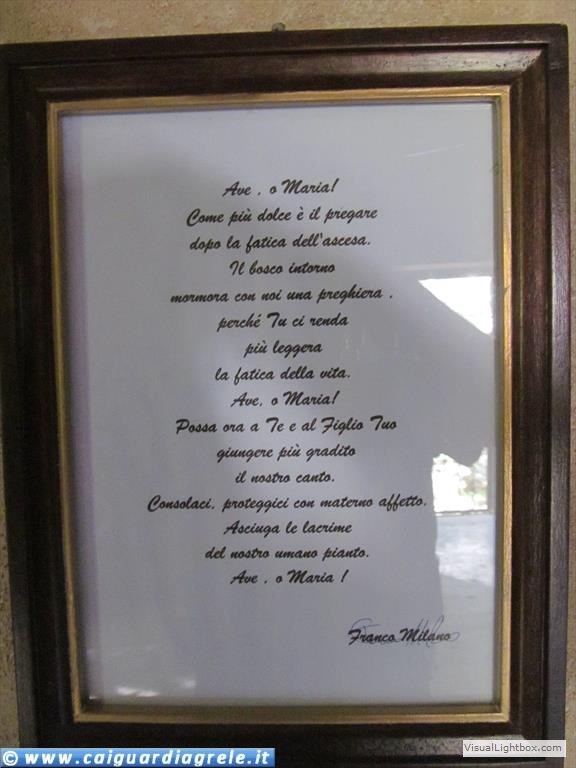 Ave , o Maria!
Come più dolce è il pregare
dopo la fatica dell'ascesa.
Il bosco intorno
mormora con noi una preghiera ,
perché Tu ci renda
più leggera
la fatica della vita.
Ave, o Maria!
Possa ora a Te e al Figlio Tuo
giungere più gradito
il nostro canto.
Consolaci, proteggici con materno affetto.
Asciuga le lacrime
del nostro umano pianto.
Ave , o Maria !
Franco Milano
© www.caiguardiagrele.it
VisualLightbox.com